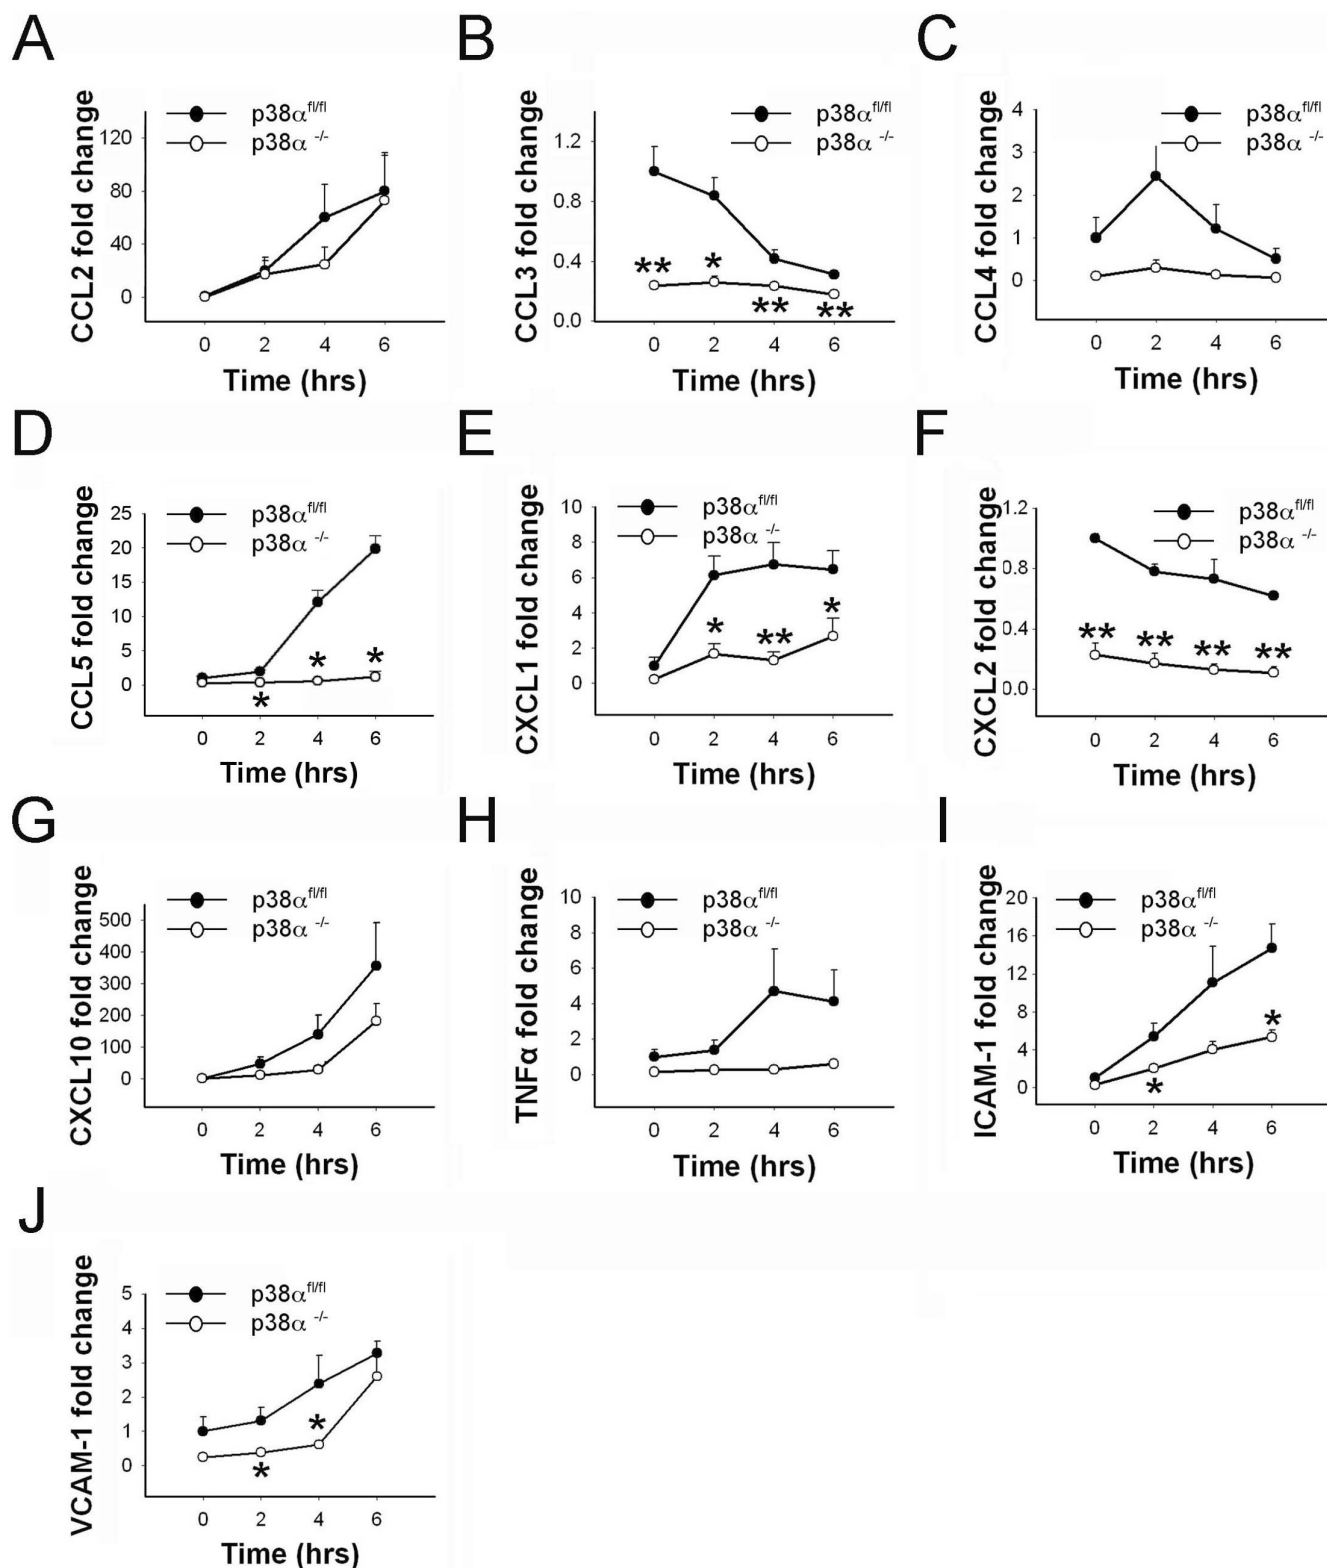 A
CCL2 fold change
p38α fl/fl
p38α -/-
120
80
40
0
0 2 4 6
Time (hrs)
B
CCL3 fold change
p38α fl/fl
p38α -/-
1.2
0.8
0.4
0.0
** * ** **
0 2 4 6
Time (hrs)
C
CCL4 fold change
p38α fl/fl
p38α -/-
4
3
2
1
0
0 2 4 6
Time (hrs)
D
CCL5 fold change
p38α fl/fl
p38α -/-
25
20
15
10
5
0
* * *
0 2 4 6
Time (hrs)
E
CXCL1 fold change
p38α fl/fl
p38α -/-
10
8
6
4
2
0
* ** *
0 2 4 6
Time (hrs)
F
CXCL2 fold change
p38α fl/fl
p38α -/-
1.2
0.8
0.4
0.0
** ** ** **
0 2 4 6
Time (hrs)
G
CXCL10 fold change
p38α fl/fl
p38α -/-
500
400
300
200
100
0
0 2 4 6
Time (hrs)
H
TNFα fold change
p38α fl/fl
p38α -/-
10
8
6
4
2
0
0 2 4 6
Time (hrs)
I
ICAM-1 fold change
p38α fl/fl
p38α -/-
20
16
12
8
4
0
* *
0 2 4 6
Time (hrs)
J
VCAM-1 fold change
p38α fl/fl
p38α -/-
5
4
3
2
1
0
* *
0 2 4 6
Time (hrs)